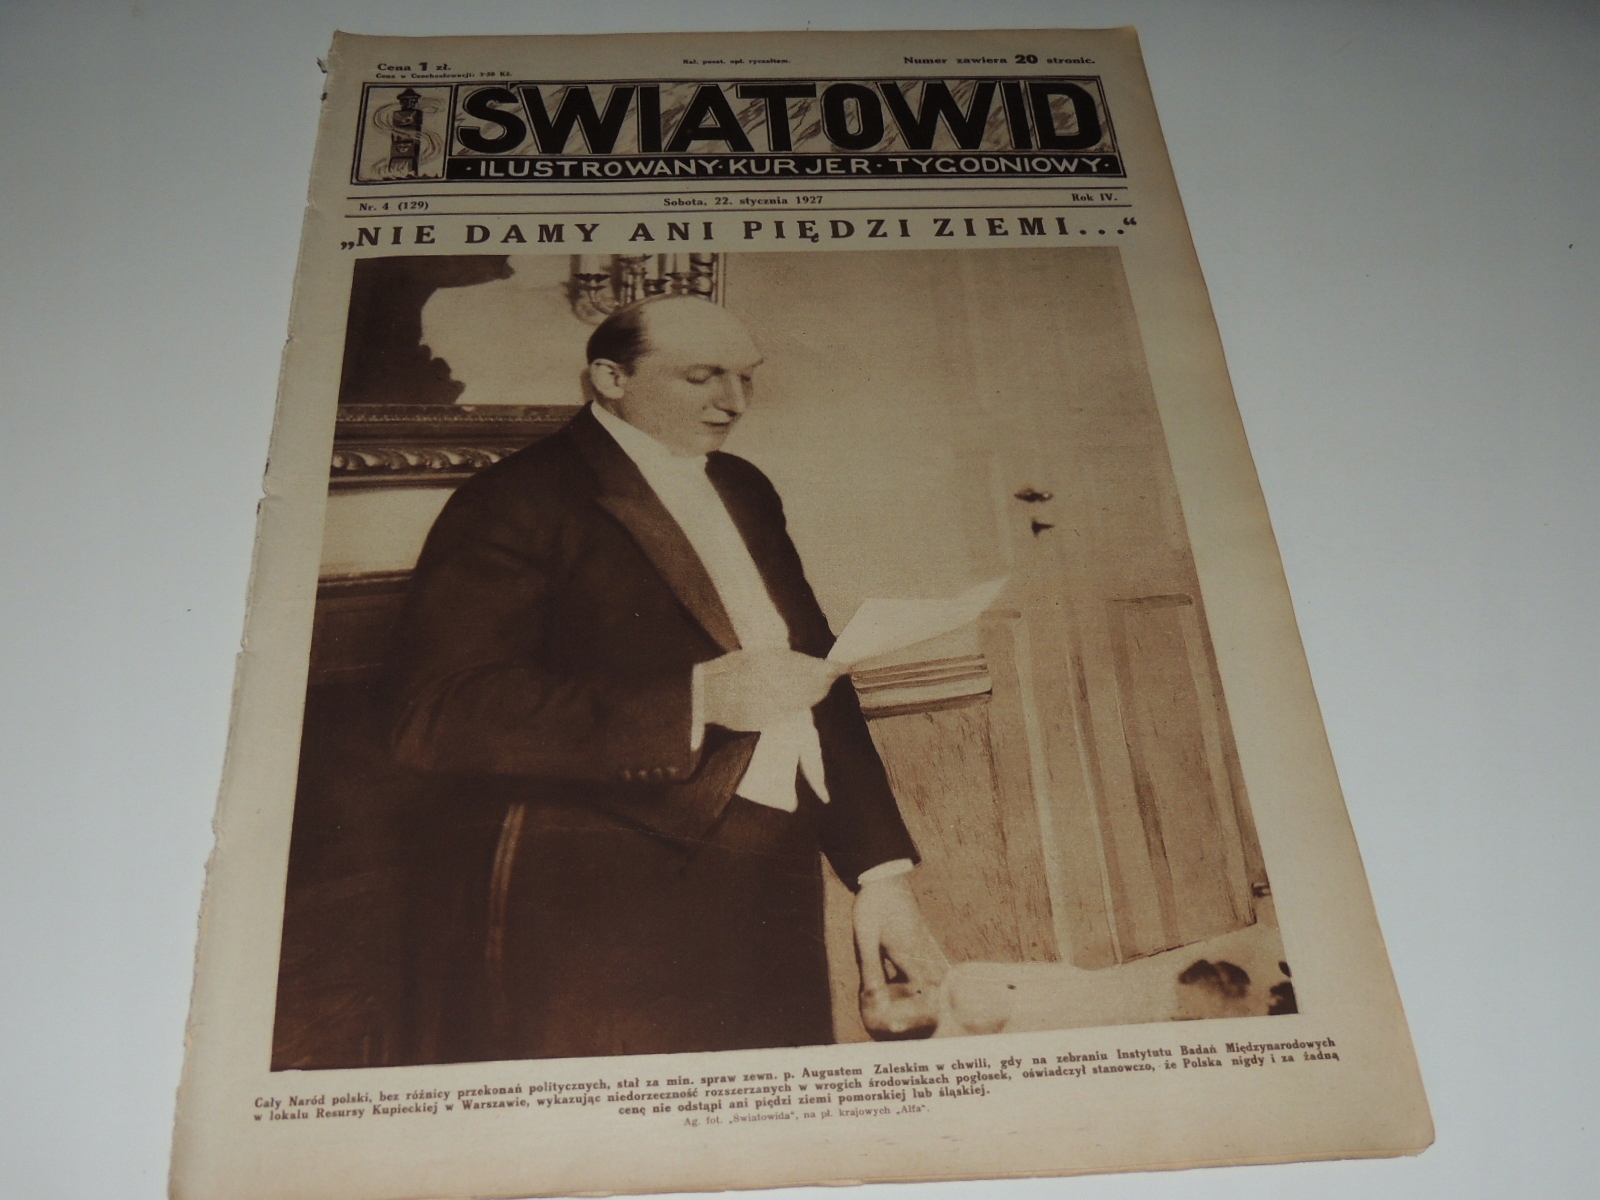 Cena 1 zł.
Cena w Czechosłowacji: 3·50 Kč.
Nal. poczt. opł. ryczałtem.
Numer zawiera 20 stronic.
ŚWIATOWID
·ILUSTROWANY·KURJER·TYGODNIOWY·
Nr. 4 (129)
Sobota, 22. stycznia 1927
Rok IV.
„NIE DAMY ANI PIĘDZI ZIEMI...“
Cały Naród polski, bez różnicy przekonań politycznych, stał za min. spraw zewn. p. Augustem Zaleskim w chwili, gdy na zebraniu Instytutu Badań Międzynarodowych
w lokalu Resursy Kupieckiej w Warszawie, wykazując niedorzeczność rozszerzanych w wrogich środowiskach pogłosek, oświadczył stanowczo, że Polska nigdy i za żadną
cenę nie odstąpi ani piędzi ziemi pomorskiej lub śląskiej.
Ag. fot. „Światowida“, na pł. krajowych „Alfa“.